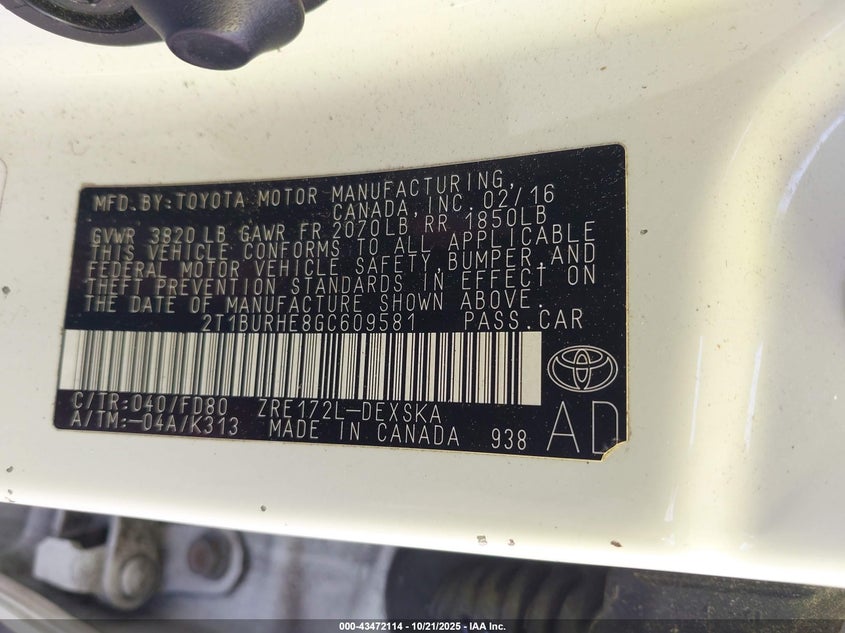 MFD.BY:TOYOTA MOTOR MANUFACTURING,
CANADA,INC.02/16
GVWR 3820 LB GAWR FR 2070LB RR 1850LB
THIS VEHICLE CONFORMS TO ALL APPLICABLE
FEDERAL MOTOR VEHICLE SAFETY,BUMPER,AND
THEFT PREVENTION STANDARDS IN EFFECT ON
THE DATE OF MANUFACTURE SHOWN ABOVE.
2T1BURHE8GC609581 PASS.CAR
C/TR:040/FD80 ZRE172L-DEXSKA
A/TM:-04A/K313 MADE IN CANADA 938 AD
000-43472114 - 10/21/2025 - IAA Inc.